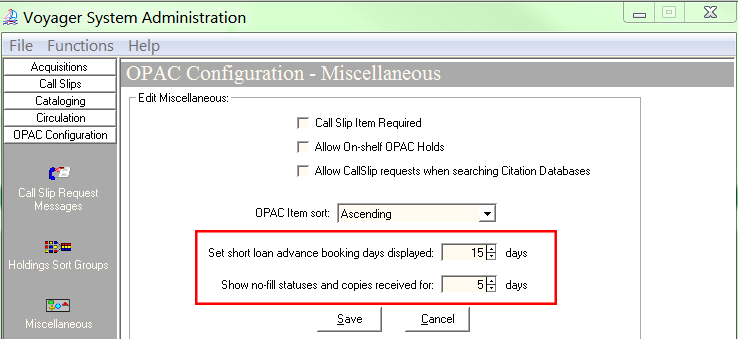 Voyager System Administration
File Functions Help
Acquisitions
Call Slips
Cataloging
Circulation
OPAC Configuration
Call Slip Request
Messages
Holdings Sort Groups
Miscellaneous
OPAC Configuration - Miscellaneous
Edit Miscellaneous:
Call Slip Item Required
Allow On-shelf OPAC Holds
Allow CallSlip requests when searching Citation Databases
OPAC Item sort: Ascending
Set short loan advance booking days displayed: 15 days
Show no-fill statuses and copies received for: 5 days
Save Cancel